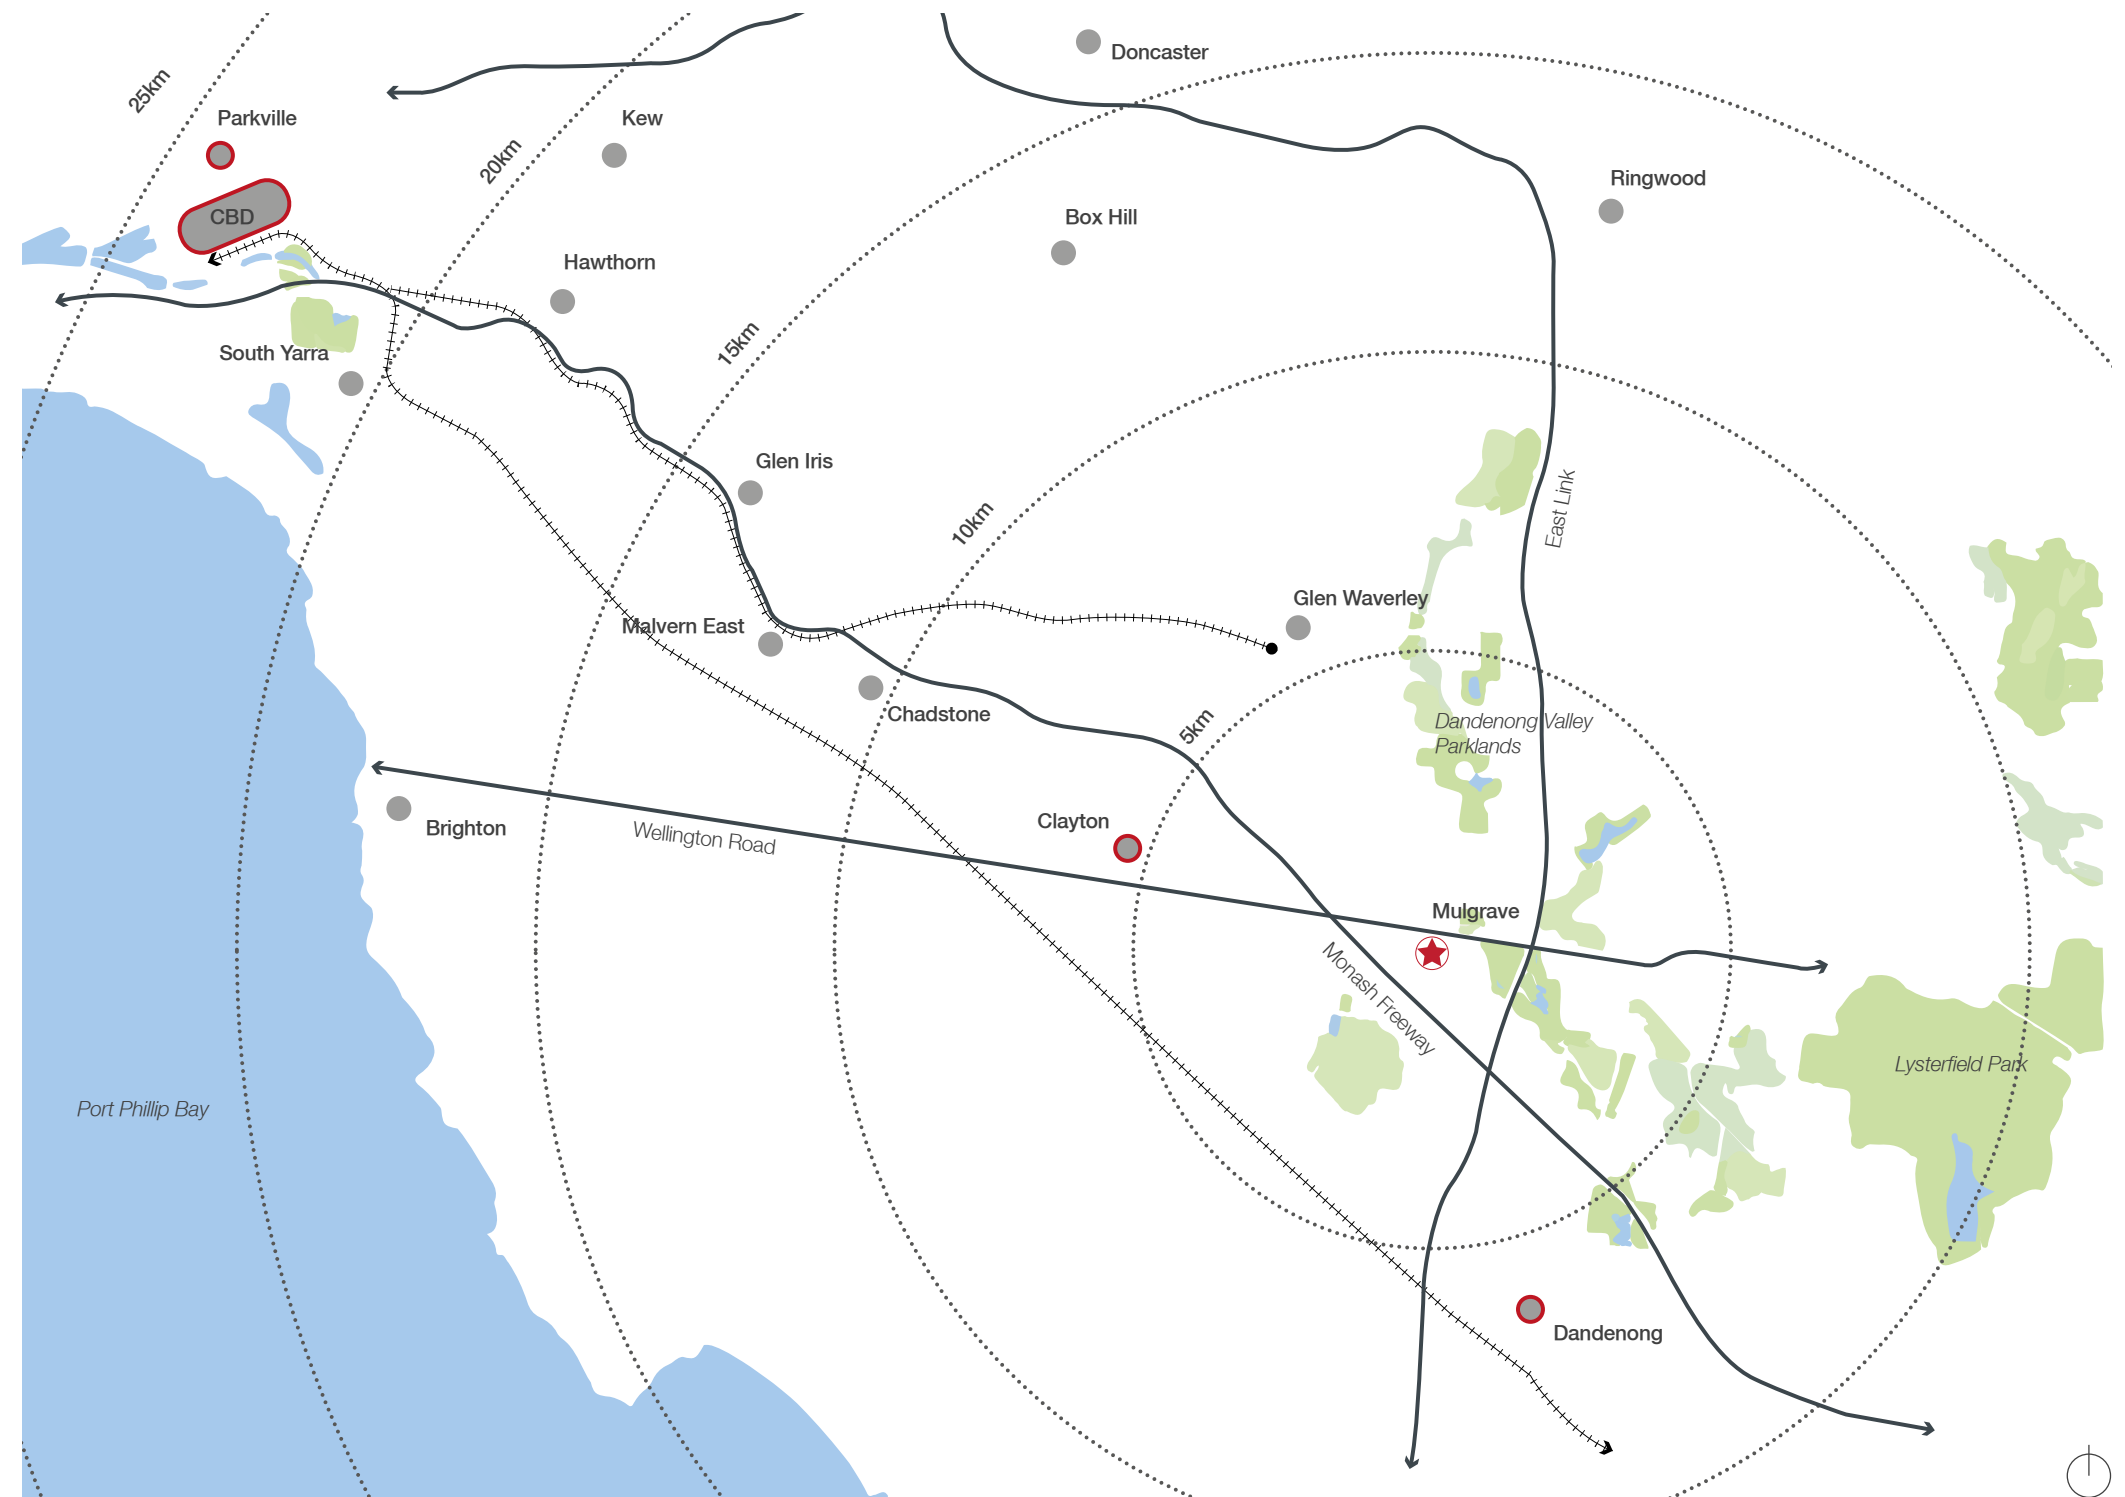 Doncaster
25km
Parkville
Kew
20km
Ringwood
CBD
Box Hill
Hawthorn
South Yarra
15km
Glen Iris
East Link
10km
Glen Waverley
Malvern East
Chadstone
5km
Dandenong Valley
Parklands
Clayton
Brighton
Wellington Road
Mulgrave
Monash Freeway
Lysterfield Park
Port Phillip Bay
Dandenong